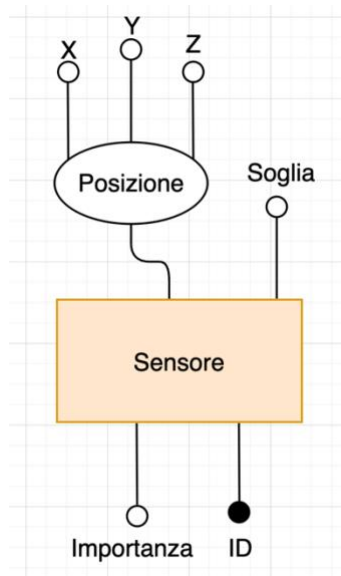 X
Y
Z
Posizione
Soglia
Sensore
Importanza
ID